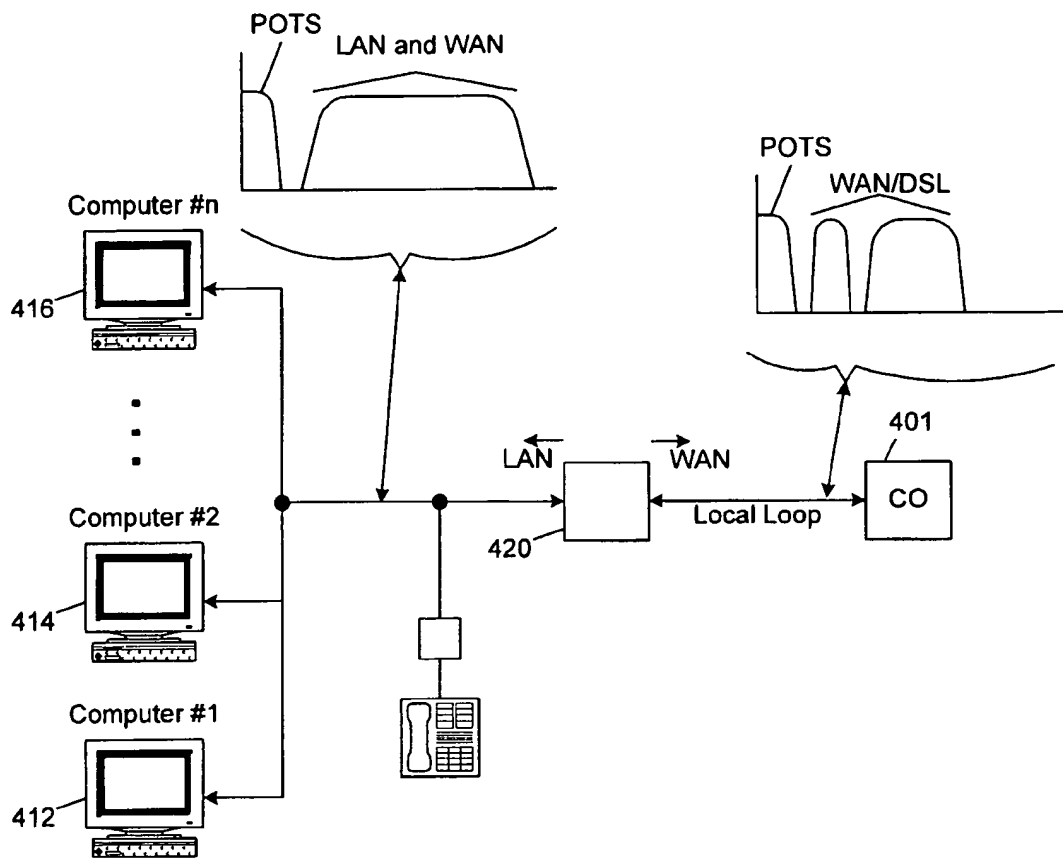 POTS
LAN and WAN
POTS
WAN/DSL
Computer #n
416
401
LAN
WAN
CO
Local Loop
420
Computer #2
414
Computer #1
412